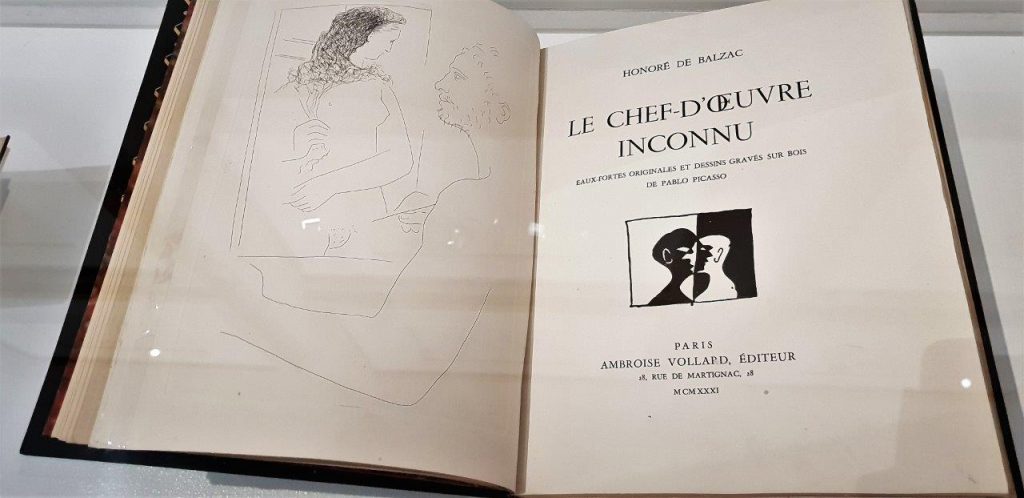 HONORÉ DE BALZAC
LE CHEF-D'ŒUVRE
INCONNU
EAUX-FORTES ORIGINALES ET DESSINS GRAVÉS SUR BOIS
DE PABLO PICASSO
PARIS
AMBROISE VOLLARD, ÉDITEUR
28, RUE DE MARTIGNAC, 28
MCMXXXI